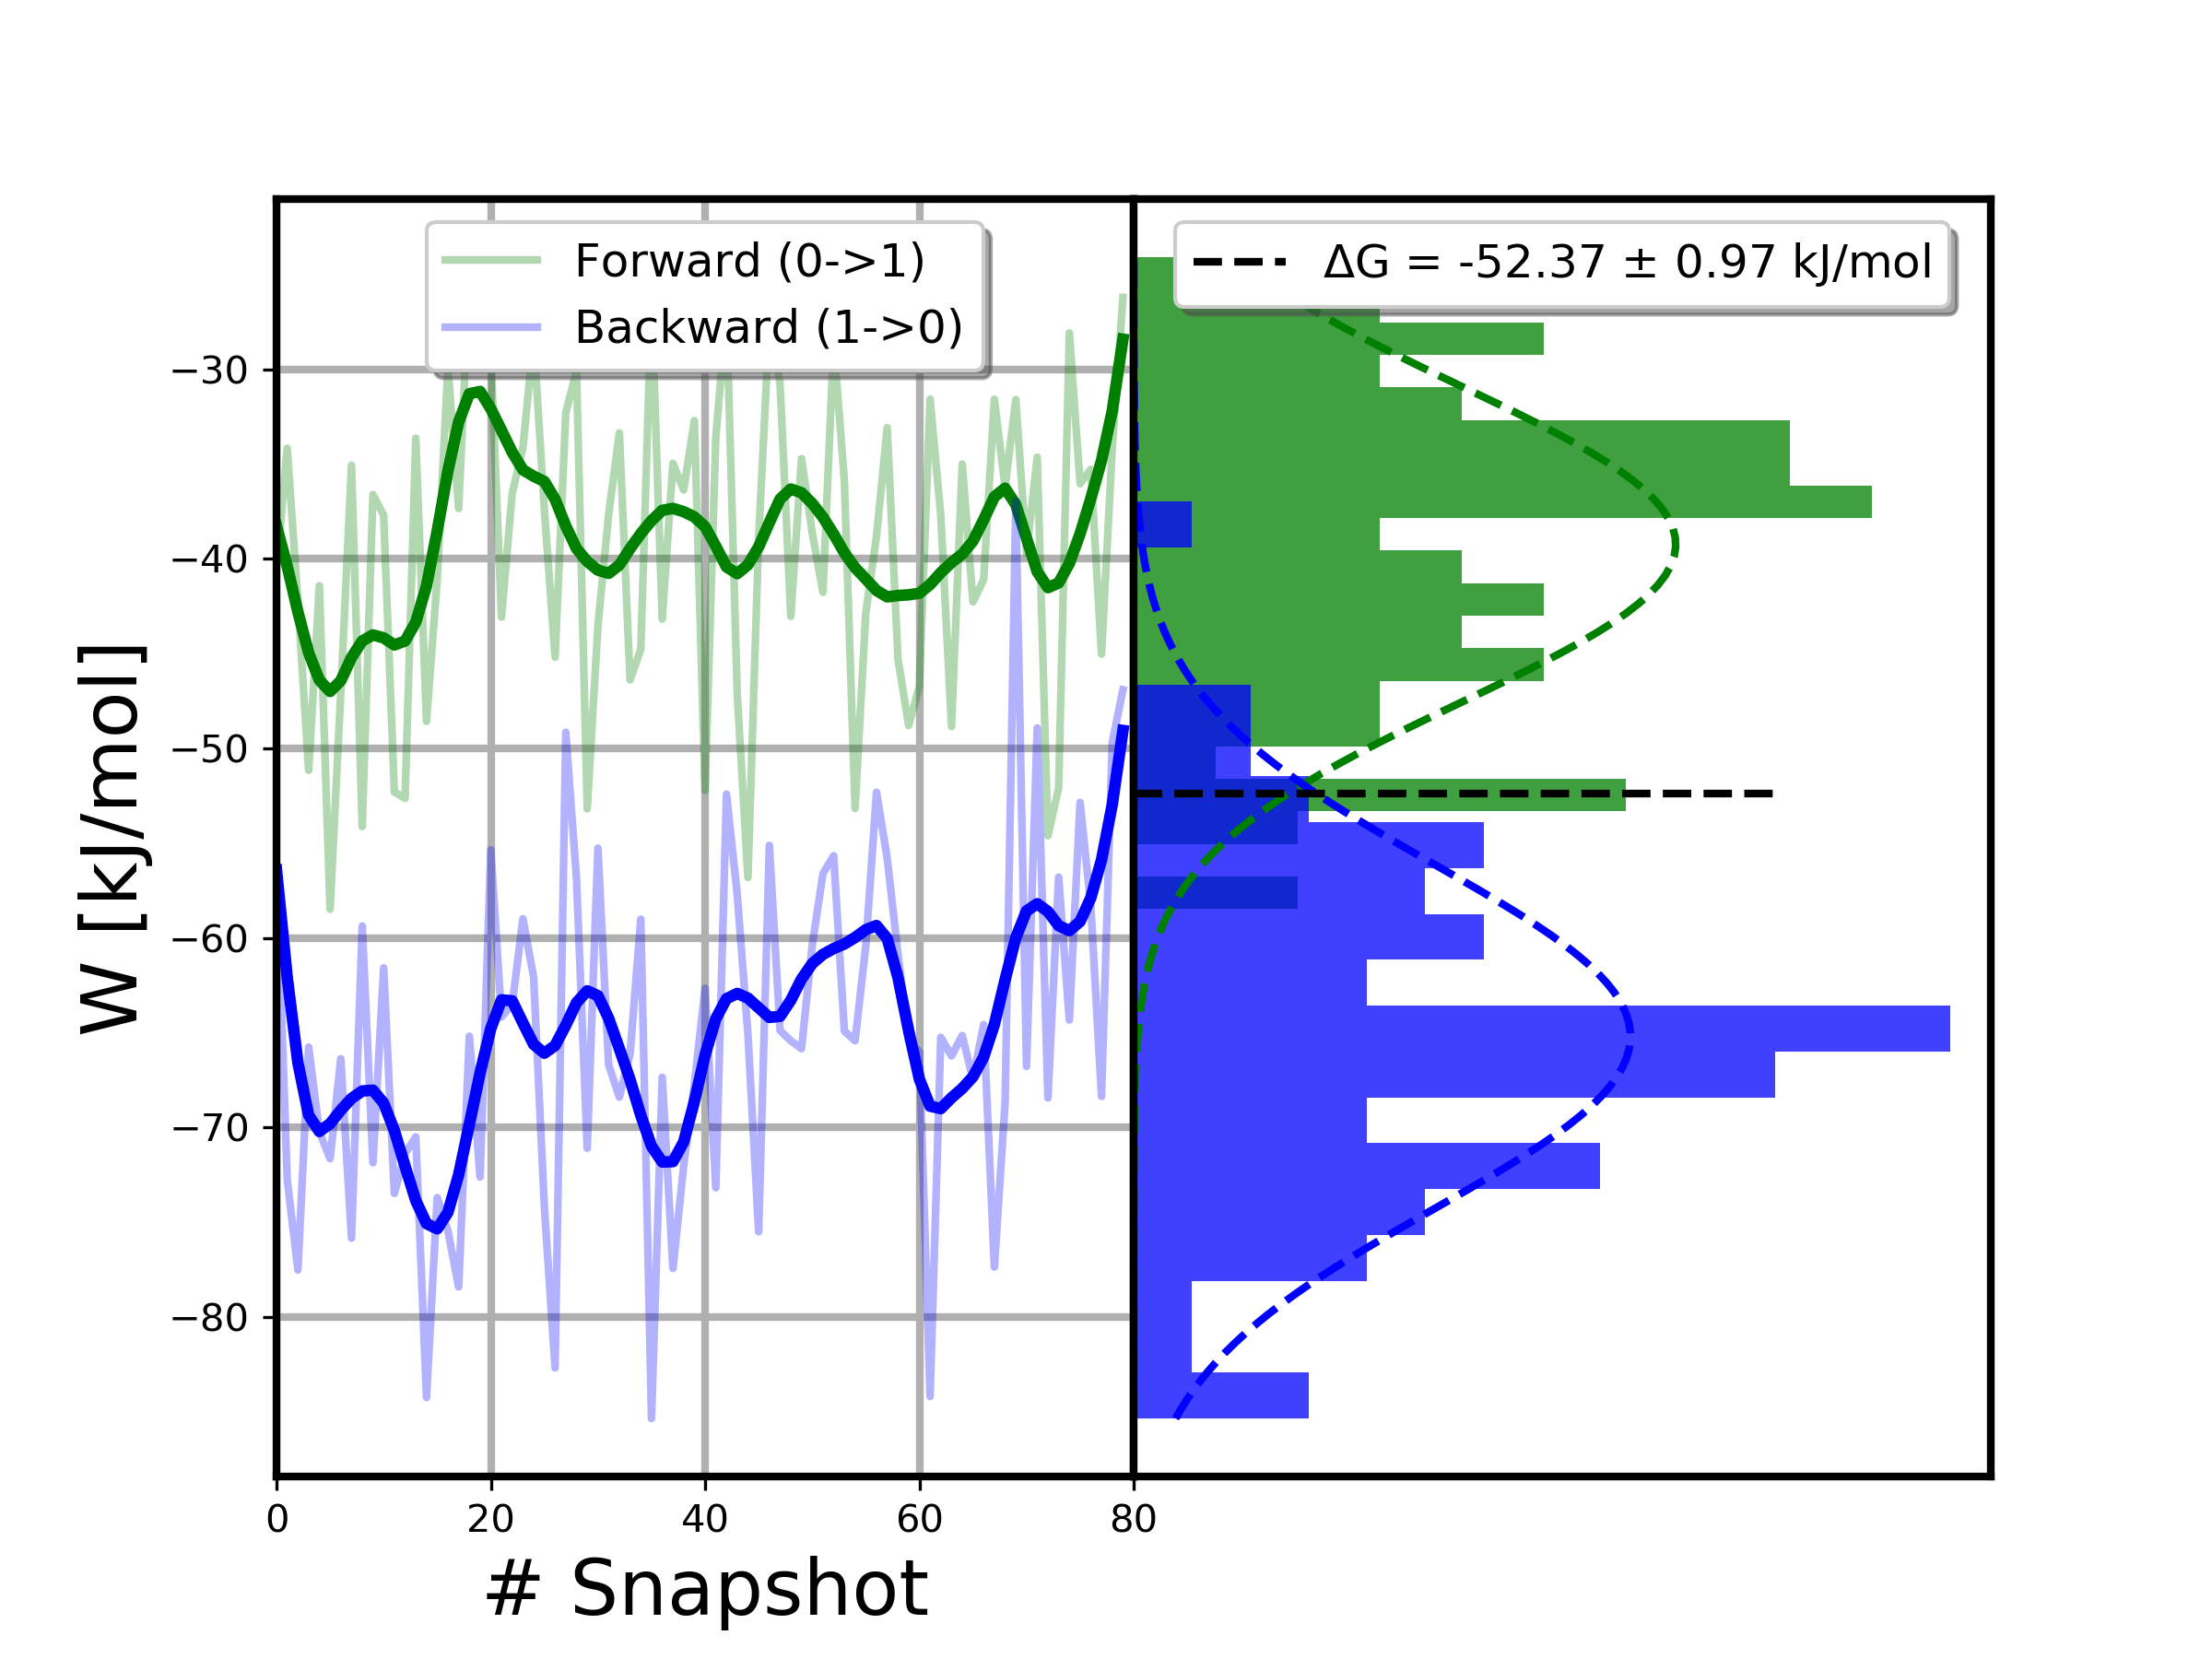 Forward (0->1)
Backward (1->0)
ΔG = -52.37 ± 0.97 kJ/mol
W [kJ/mol]
−30
−40
−50
−60
−70
−80
0 20 40 60 80
# Snapshot